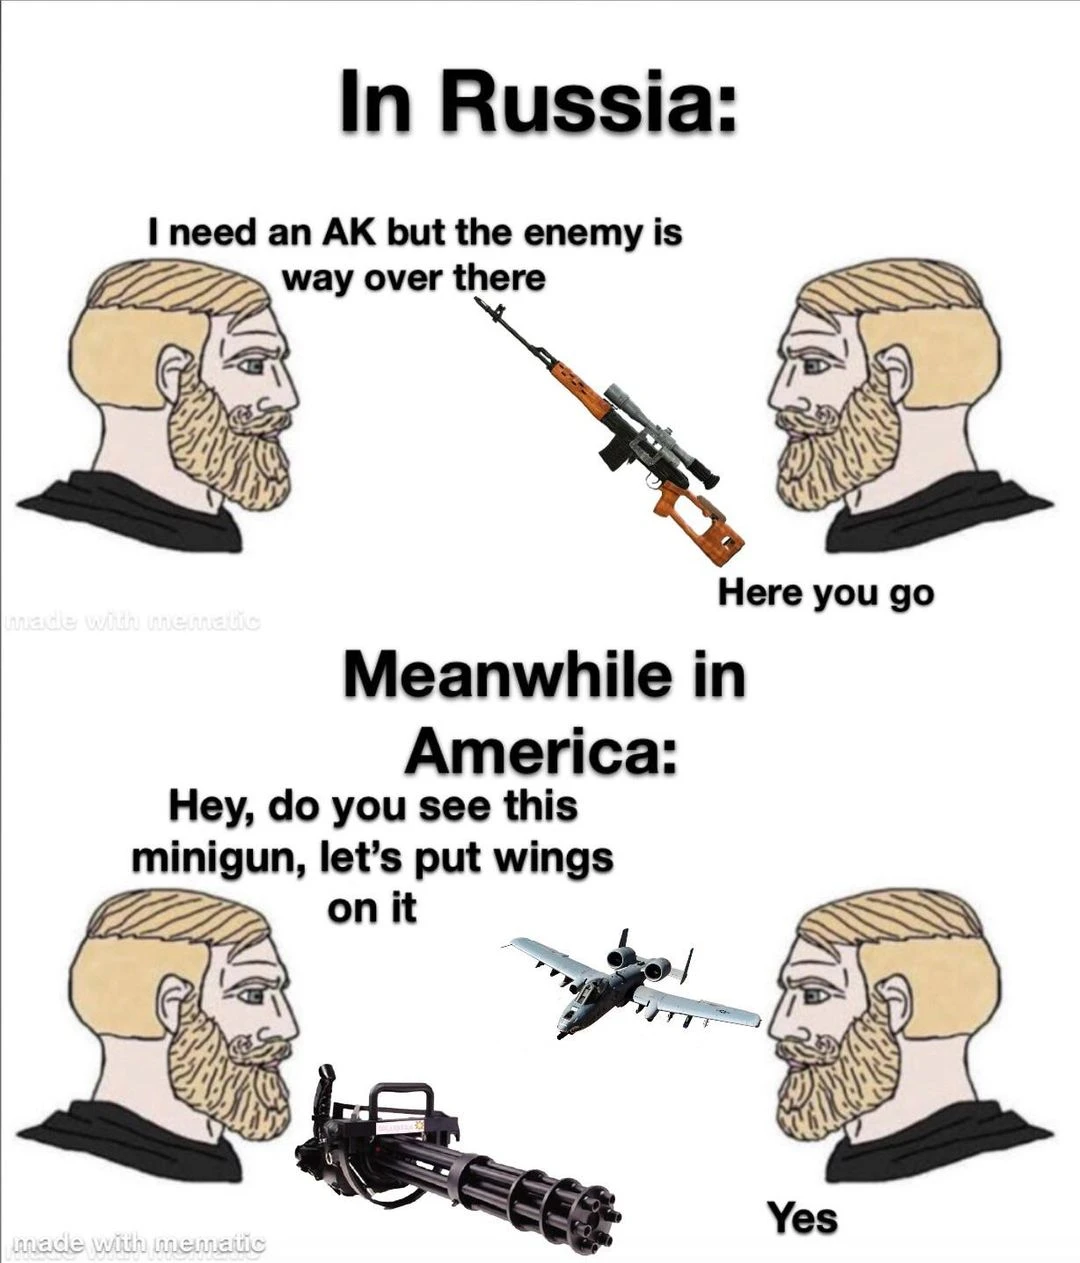 In Russia:
I need an AK but the enemy is
way over there
Here you go
made with mematic
Meanwhile in
America:
Hey, do you see this
minigun, let's put wings
on it
Yes
made with mematic